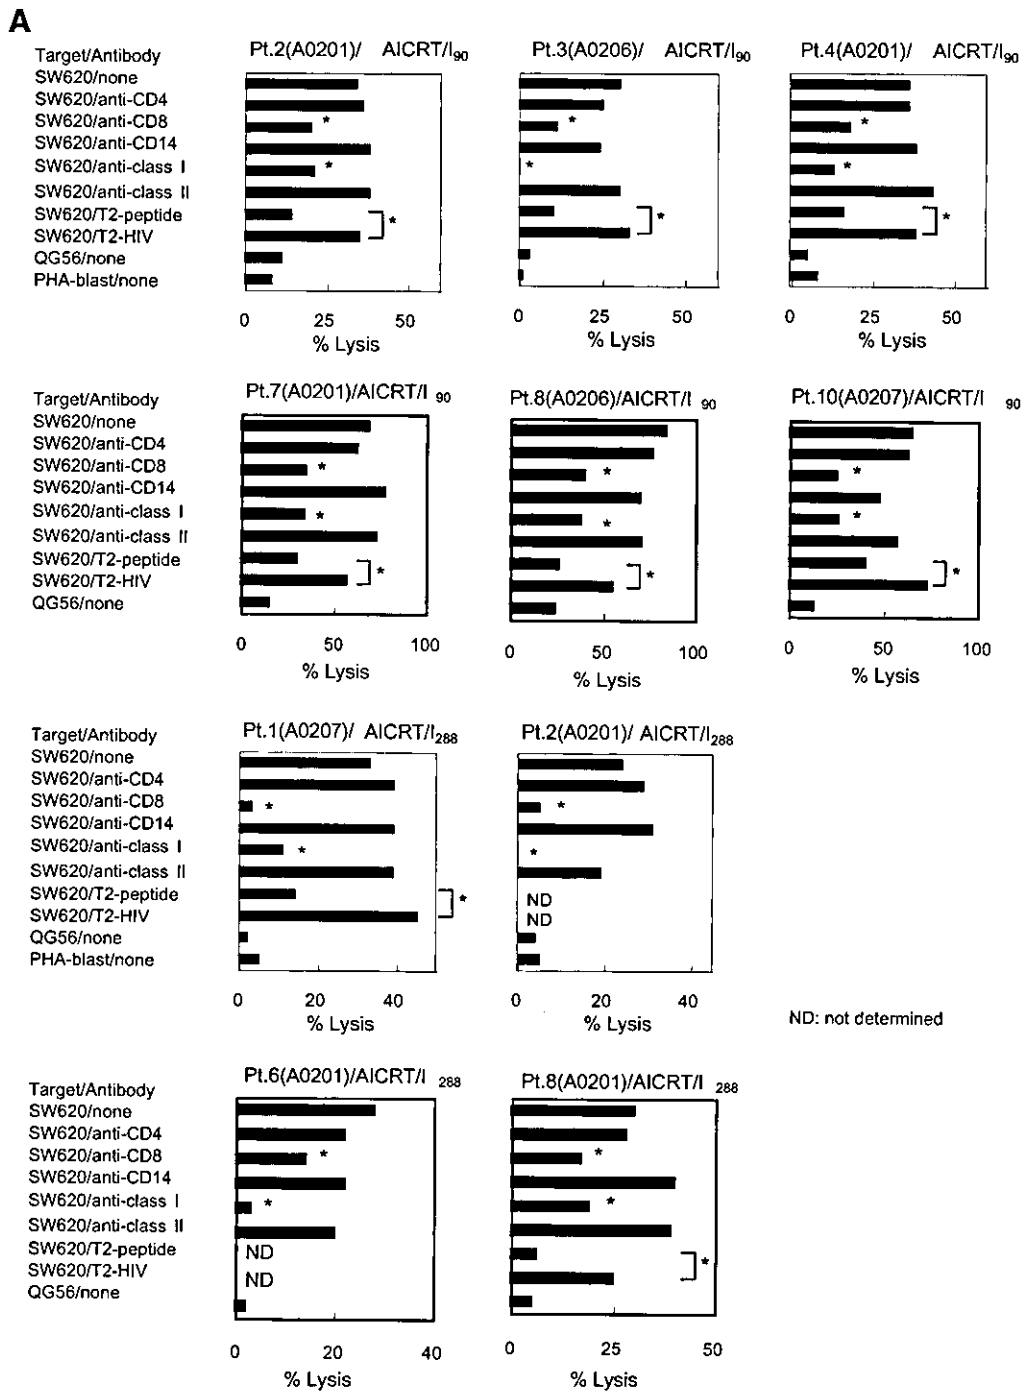 A
Pt.2(A0201)/ AICRT/I90 Pt.3(A0206)/ AICRT/I90 Pt.4(A0201)/ AICRT/I90
Target/Antibody
SW620/none
SW620/anti-CD4
SW620/anti-CD8 * * *
SW620/anti-CD14
SW620/anti-class I * * *
SW620/anti-class II
SW620/T2-peptide * * *
SW620/T2-HIV
QG56/none
PHA-blast/none
0 25 50 0 25 50 0 25 50
% Lysis % Lysis % Lysis
Pt.7(A0201)/AICRT/I 90 Pt.8(A0206)/AICRT/I 90 Pt.10(A0207)/AICRT/I 90
Target/Antibody
SW620/none
SW620/anti-CD4
SW620/anti-CD8 * * *
SW620/anti-CD14
SW620/anti-class I * * *
SW620/anti-class II
SW620/T2-peptide * * *
SW620/T2-HIV
QG56/none
0 50 100 0 50 100 0 50 100
% Lysis % Lysis % Lysis
Pt.1(A0207)/ AICRT/I288 Pt.2(A0201)/ AICRT/I288
Target/Antibody
SW620/none
SW620/anti-CD4
SW620/anti-CD8 * *
SW620/anti-CD14
SW620/anti-class I * *
SW620/anti-class II
SW620/T2-peptide * ND
SW620/T2-HIV ND
QG56/none
PHA-blast/none
0 20 40 0 20 40
% Lysis % Lysis
ND: not determined
Pt.6(A0201)/AICRT/I 288 Pt.8(A0201)/AICRT/I 288
Target/Antibody
SW620/none
SW620/anti-CD4
SW620/anti-CD8 * *
SW620/anti-CD14
SW620/anti-class I * *
SW620/anti-class II
SW620/T2-peptide ND *
SW620/T2-HIV ND
QG56/none
0 20 40 0 25 50
% Lysis % Lysis